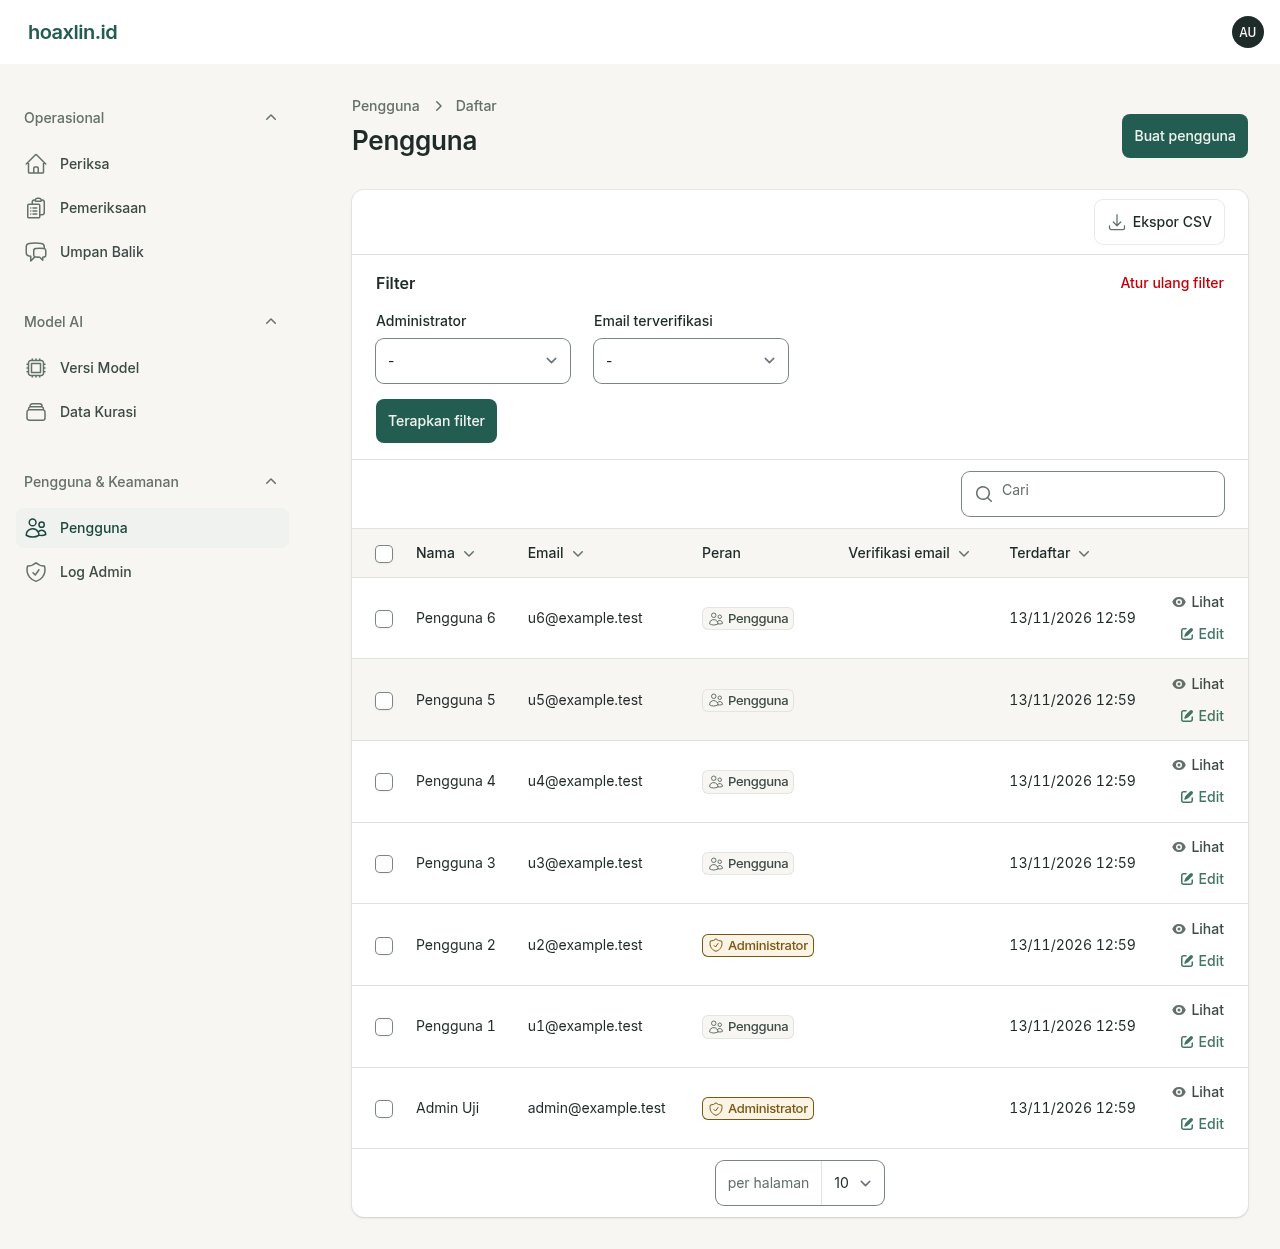 hoaxlin.id
AU
Operasional
Periksa
Pemeriksaan
Umpan Balik
Model AI
Versi Model
Data Kurasi
Pengguna & Keamanan
Pengguna
Log Admin
Pengguna > Daftar
Pengguna
Buat pengguna
Ekspor CSV
Filter
Atur ulang filter
Administrator
Email terverifikasi
-
-
Terapkan filter
Cari
Nama Email Peran Verifikasi email Terdaftar
Pengguna 6 u6@example.test Pengguna 13/11/2026 12:59 Lihat
Edit
Pengguna 5 u5@example.test Pengguna 13/11/2026 12:59 Lihat
Edit
Pengguna 4 u4@example.test Pengguna 13/11/2026 12:59 Lihat
Edit
Pengguna 3 u3@example.test Pengguna 13/11/2026 12:59 Lihat
Edit
Pengguna 2 u2@example.test Administrator 13/11/2026 12:59 Lihat
Edit
Pengguna 1 u1@example.test Pengguna 13/11/2026 12:59 Lihat
Edit
Admin Uji admin@example.test Administrator 13/11/2026 12:59 Lihat
Edit
per halaman 10